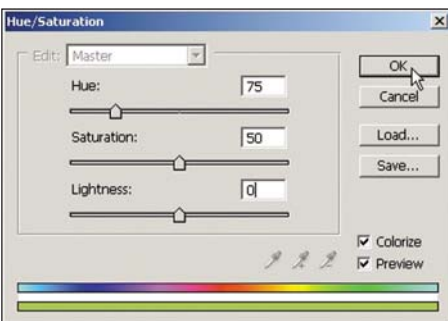 Hue/Saturation
Edit: Master
Hue: 75
Saturation: 50
Lightness: 0
OK
Cancel
Load...
Save...
Colorize
Preview